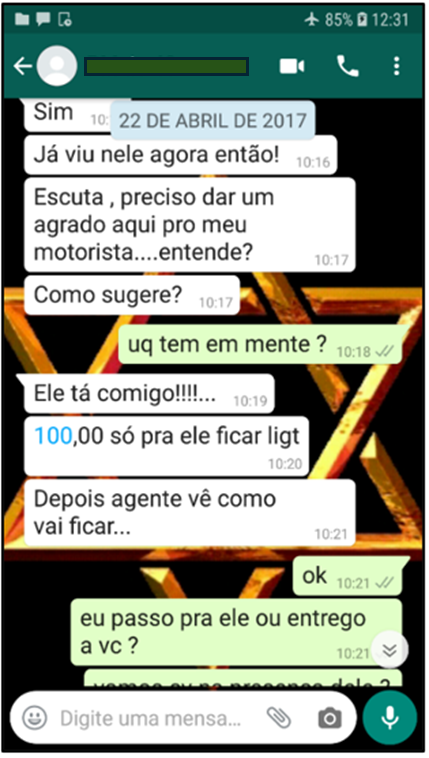 85% 12:31
Sim 10:
22 DE ABRIL DE 2017
Já viu nele agora então! 10:16
Escuta , preciso dar um
agrado aqui pro meu
motorista....entende? 10:17
Como sugere? 10:17
uq tem em mente ? 10:18
Ele tá comigo!!!!... 10:19
100,00 só pra ele ficar ligt
10:20
Depois agente vê como
vai ficar... 10:21
ok 10:21
eu passo pra ele ou entrego
a vc ? 10:21
Digite uma mensa...